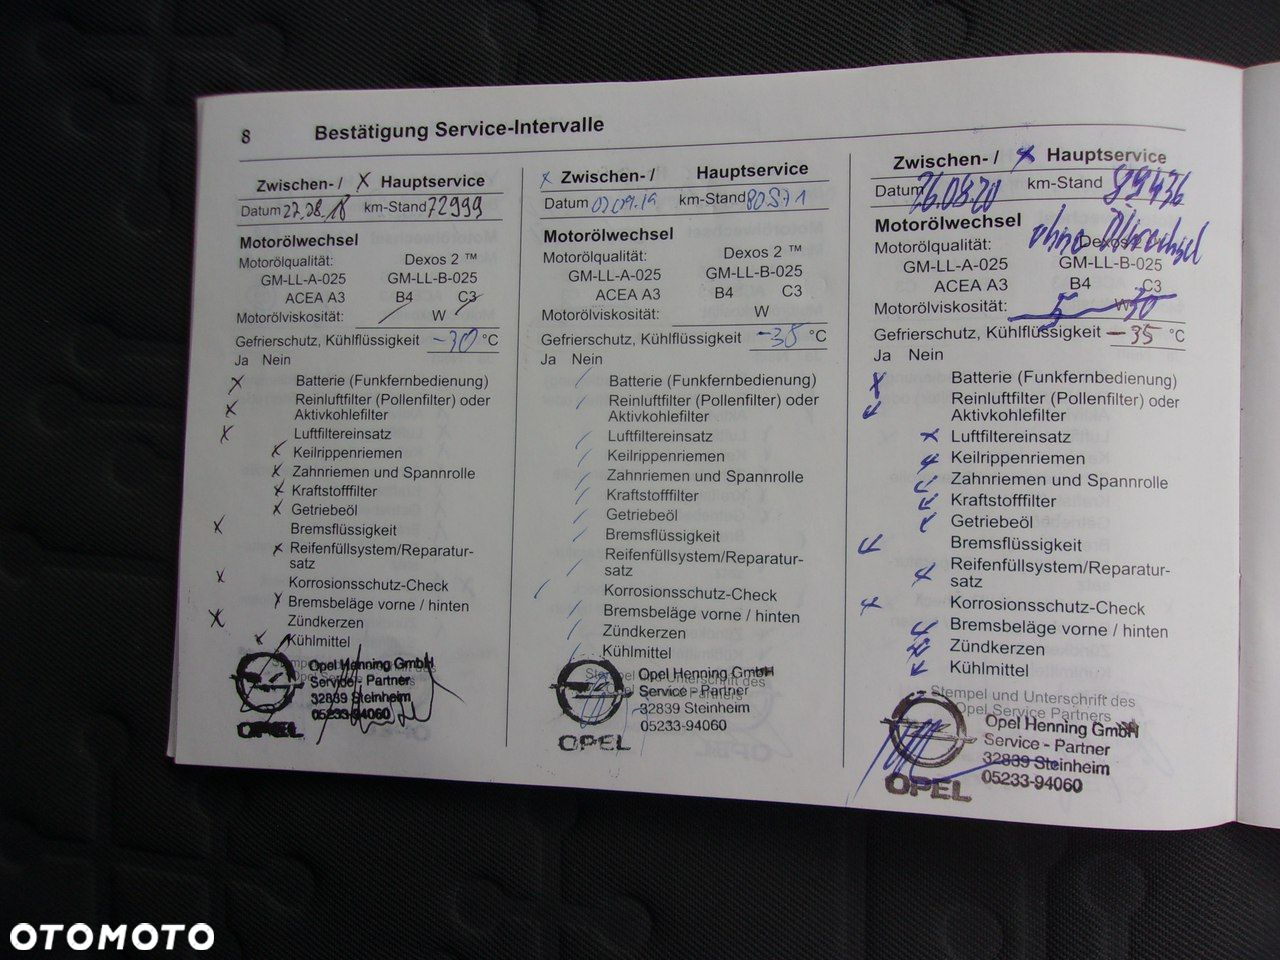 8 Bestätigung Service-Intervalle
Zwischen- / X Hauptservice
Datum 27.08.18 km-Stand 72999
Motorölwechsel
Motorölqualität: Dexos 2 ™
GM-LL-A-025 GM-LL-B-025
ACEA A3 B4 C3
Motorölviskosität: W
Gefrierschutz, Kühlflüssigkeit -30 °C
Ja Nein
Batterie (Funkfernbedienung)
Reinluftfilter (Pollenfilter) oder
Aktivkohlefilter
Luftfiltereinsatz
Keilrippenriemen
Zahnriemen und Spannrolle
Kraftstofffilter
Getriebeöl
Bremsflüssigkeit
Reifenfüllsystem/Reparatur-
satz
Korrosionsschutz-Check
Bremsbeläge vorne / hinten
Zündkerzen
Kühlmittel
Opel Henning GmbH
Service - Partner
32839 Steinheim
05233-94060
OPEL
x Zwischen- / Hauptservice
Datum km-Stand 80571
Motorölwechsel
Motorölqualität: Dexos 2 ™
GM-LL-A-025 GM-LL-B-025
ACEA A3 B4 C3
Motorölviskosität: W
Gefrierschutz, Kühlflüssigkeit -35 °C
Ja Nein
Batterie (Funkfernbedienung)
Reinluftfilter (Pollenfilter) oder
Aktivkohlefilter
Luftfiltereinsatz
Keilrippenriemen
Zahnriemen und Spannrolle
Kraftstofffilter
Getriebeöl
Bremsflüssigkeit
Reifenfüllsystem/Reparatur-
satz
Korrosionsschutz-Check
Bremsbeläge vorne / hinten
Zündkerzen
Kühlmittel
Stempel und Unterschrift des
Opel Henning GmbH
Service - Partner
32839 Steinheim
05233-94060
OPEL
Zwischen- / x Hauptservice
Datum 26.08.20 km-Stand 89436
Motorölwechsel ohne Ölwechsel
Motorölqualität: Dexos 2 ™
GM-LL-A-025 GM-LL-B-025
ACEA A3 B4 C3
Motorölviskosität: 5 W 30
Gefrierschutz, Kühlflüssigkeit -35 °C
Ja Nein
Batterie (Funkfernbedienung)
Reinluftfilter (Pollenfilter) oder
Aktivkohlefilter
Luftfiltereinsatz
Keilrippenriemen
Zahnriemen und Spannrolle
Kraftstofffilter
Getriebeöl
Bremsflüssigkeit
Reifenfüllsystem/Reparatur-
satz
Korrosionsschutz-Check
Bremsbeläge vorne / hinten
Zündkerzen
Kühlmittel
Stempel und Unterschrift des
Opel Service Partners
Opel Henning GmbH
Service - Partner
32839 Steinheim
05233-94060
OPEL
OTOMOTO